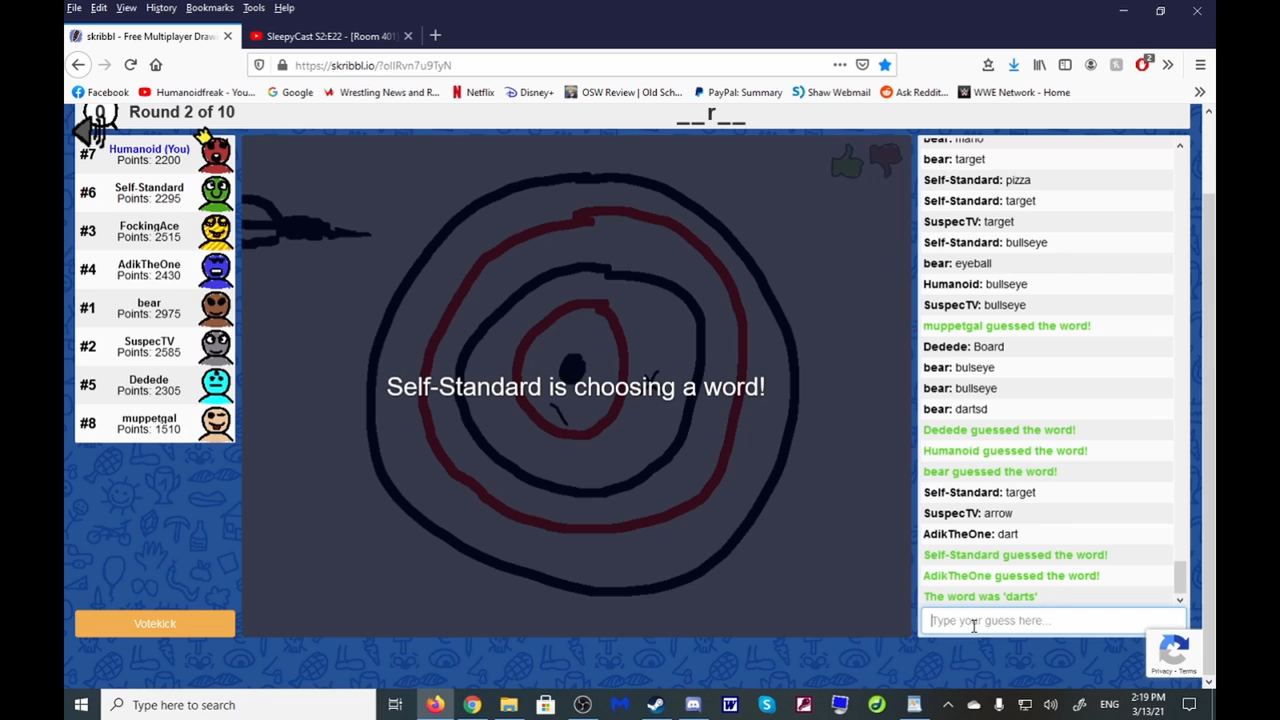 File Edit View History Bookmarks Tools Help
skribbl - Free Multiplayer Draw
SleepyCast S2:E22 - [Room 401]
Facebook Humanoidfreak - You... Google Wrestling News and R... Netflix Disney+ OSW Review | Old Sch... PayPal: Summary Shaw Webmail Ask Reddit... WWE Network - Home
0 Round 2 of 10 __r__
#7 Humanoid (You)
Points: 2200
#6 Self-Standard
Points: 2295
#3 FockingAce
Points: 2515
#4 AdikTheOne
Points: 2430
#1 bear
Points: 2975
#2 SuspecTV
Points: 2585
#5 Dedede
Points: 2305
#8 muppetgal
Points: 1510
Votekick
Self-Standard is choosing a word!
bear: target
Self-Standard: pizza
Self-Standard: target
SuspecTV: target
Self-Standard: bullseye
bear: eyeball
Humanoid: bullseye
SuspecTV: bullseye
muppetgal guessed the word!
Dedede: Board
bear: bulseye
bear: bullseye
bear: dartsd
Dedede guessed the word!
Humanoid guessed the word!
bear guessed the word!
Self-Standard: target
SuspecTV: arrow
AdikTheOne: dart
Self-Standard guessed the word!
AdikTheOne guessed the word!
The word was 'darts'
Type your guess here...
Privacy - Terms
Type here to search
ENG
2:19 PM
3/13/21